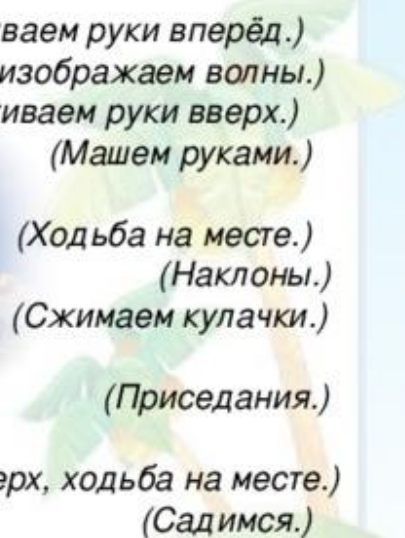 руки вперёд.)
изображаем волны.)
руки вверх.)
(Машем руками.)
(Ходьба на месте.)
(Наклоны.)
(Сжимаем кулачки.)
(Приседания.)
ходьба на месте.)
(Садимся.)